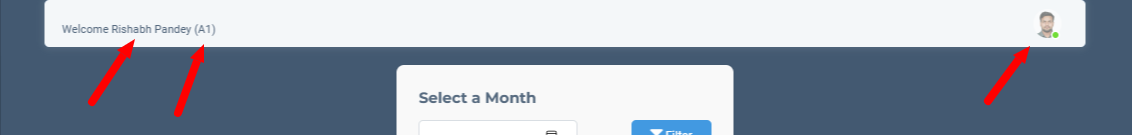 Welcome Rishabh Pandey (A1)
Select a Month
Filter